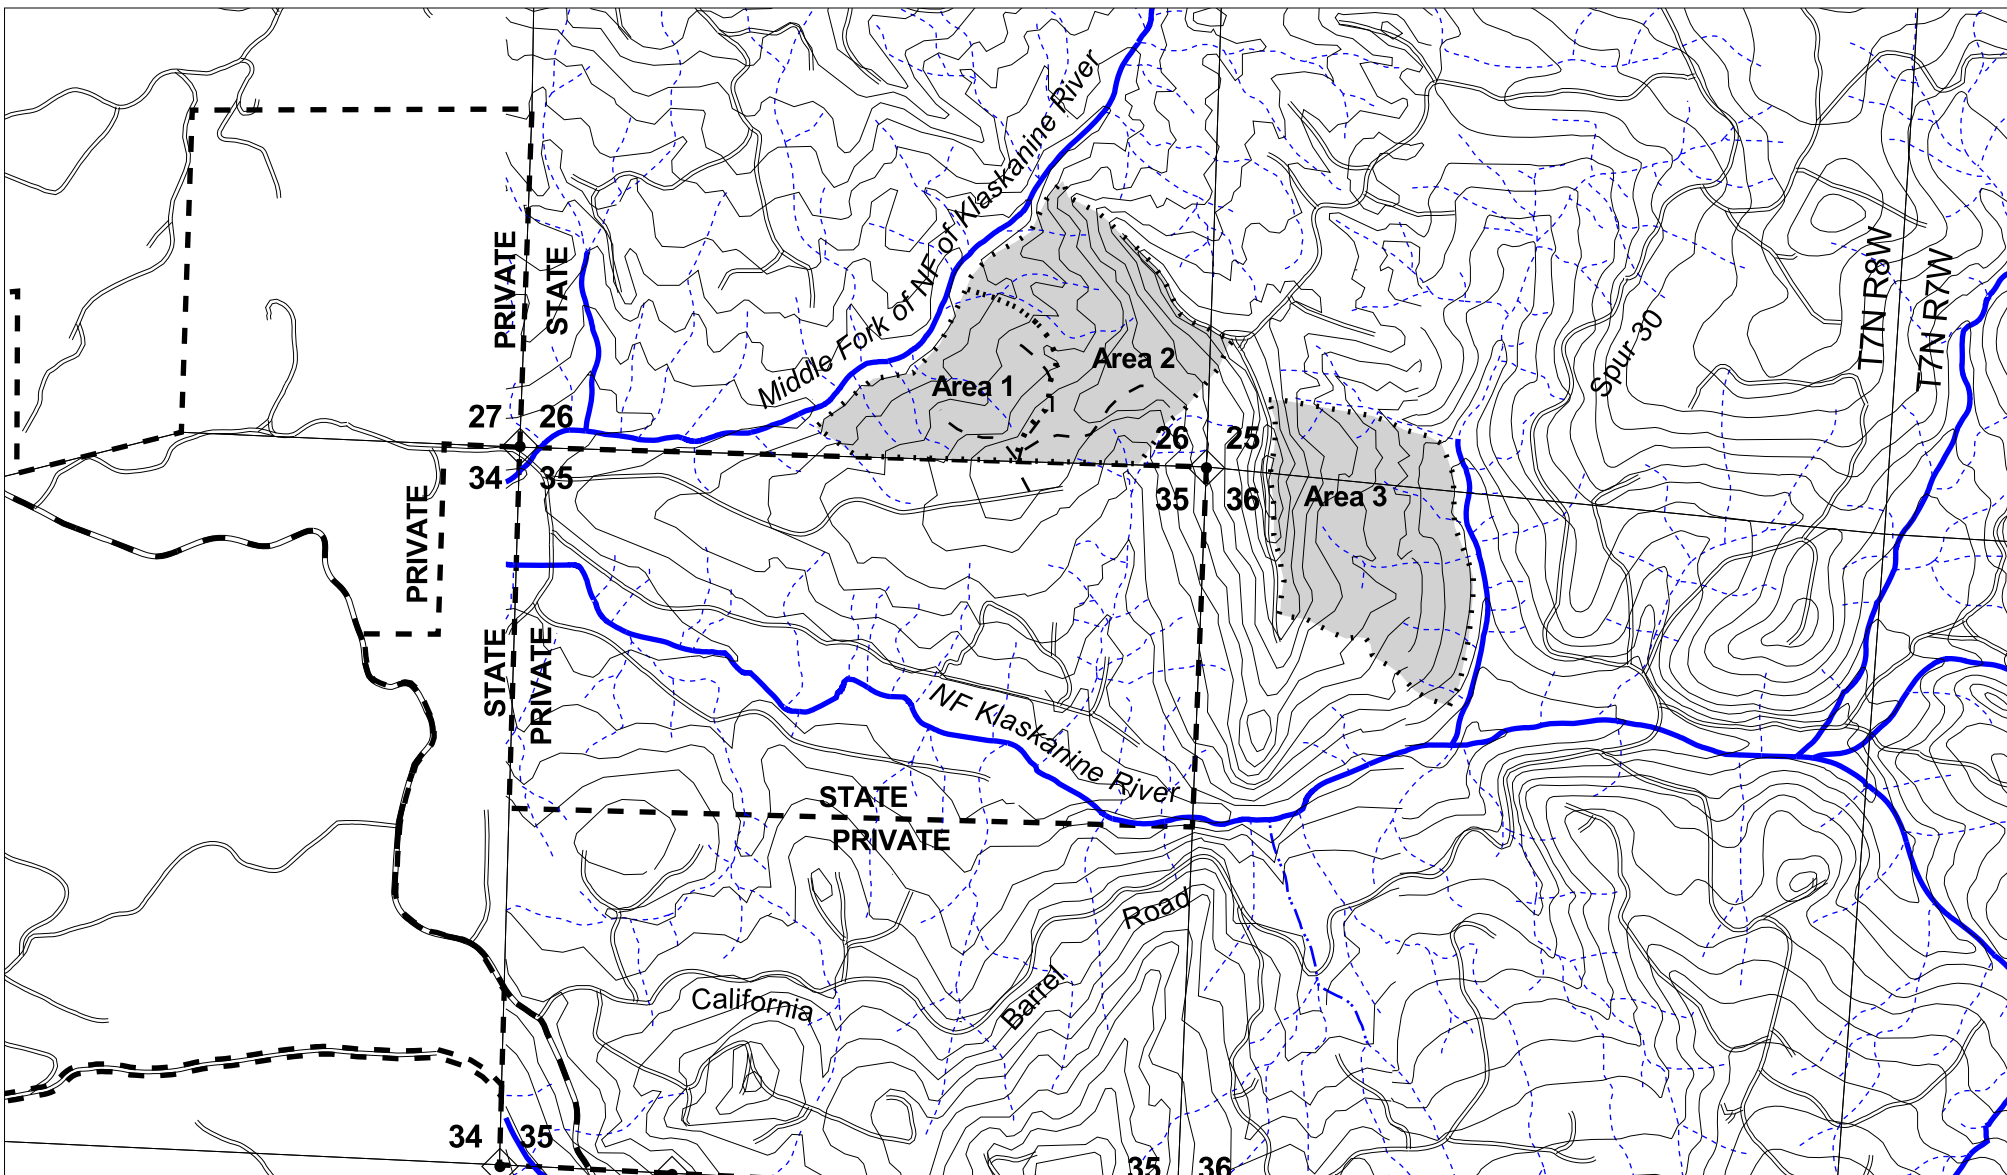 Middle Fork of NF of Klaskanine River
PRIVATE
STATE
T7N R8W
T7N R7W
Spur 30
Area 2
Area 1
27
26
26
25
34
35
35
36
Area 3
PRIVATE
STATE
PRIVATE
NF Klaskanine River
STATE
PRIVATE
California
Barrel
Road
34
35
35
36